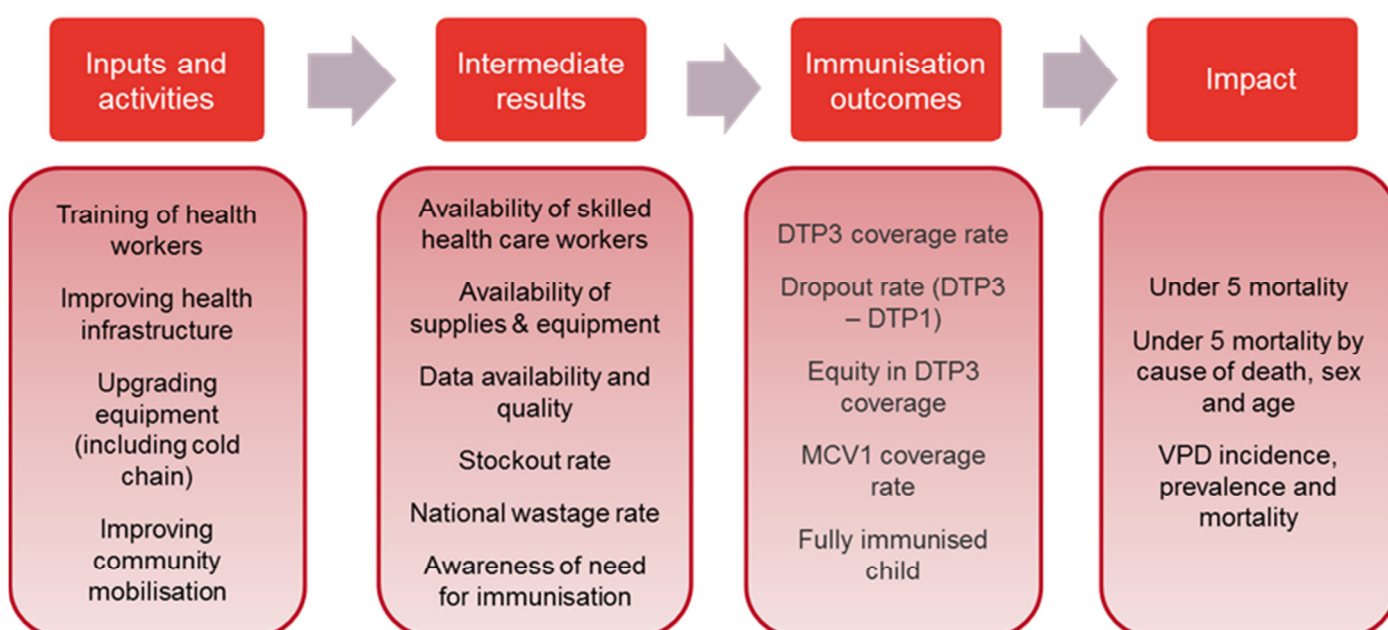 Inputs and
activities
Intermediate
results
Immunisation
outcomes
Impact
Training of health
workers
Improving health
infrastructure
Upgrading
equipment
(including cold
chain)
Improving
community
mobilisation
Availability of skilled
health care workers
Availability of
supplies & equipment
Data availability and
quality
Stockout rate
National wastage rate
Awareness of need
for immunisation
DTP3 coverage rate
Dropout rate (DTP3
– DTP1)
Equity in DTP3
coverage
MCV1 coverage
rate
Fully immunised
child
Under 5 mortality
Under 5 mortality by
cause of death, sex
and age
VPD incidence,
prevalence and
mortality